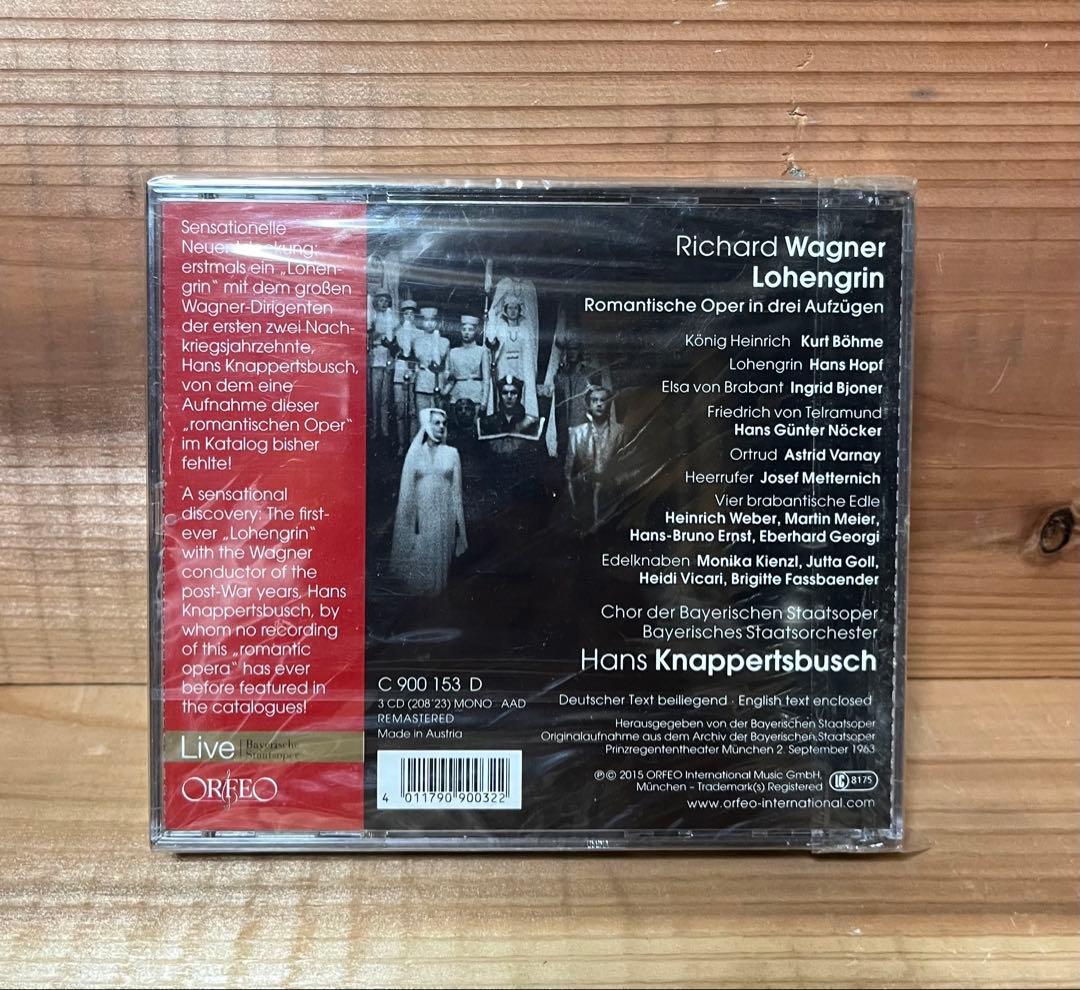 Sensationelle
Neuentdeckung:
erstmals ein „Lohen-
grin“ mit dem großen
Wagner-Dirigenten
der ersten zwei Nach-
kriegsjahrzehnte,
Hans Knappertsbusch,
von dem eine
Aufnahme dieser
„romantischen Oper“
im Katalog bisher
fehlte!
A sensational
discovery: The first-
ever „Lohengrin“
with the Wagner
conductor of the
post-War years, Hans
Knappertsbusch, by
whom no recording
of this „romantic
opera“ has ever
before featured in
the catalogues!
Live Bayerische
Staatsoper
ORFEO
Richard Wagner
Lohengrin
Romantische Oper in drei Aufzügen
König Heinrich Kurt Böhme
Lohengrin Hans Hopf
Elsa von Brabant Ingrid Bjoner
Friedrich von Telramund
Hans Günter Nöcker
Ortrud Astrid Varnay
Heerrufer Josef Metternich
Vier brabantische Edle
Heinrich Weber, Martin Meier,
Hans-Bruno Ernst, Eberhard Georgi
Edelknaben Monika Kienzl, Jutta Goll,
Heidi Vicari, Brigitte Fassbaender
Chor der Bayerischen Staatsoper
Bayerisches Staatsorchester
Hans Knappertsbusch
C 900 153 D
3 CD (208'23) MONO · AAD
REMASTERED
Made in Austria
4 011790 900322
Deutscher Text beiliegend · English text enclosed
Herausgegeben von der Bayerischen Staatsoper
Originalaufnahme aus dem Archiv der Bayerischen Staatsoper
Prinzregententheater München 2. September 1963
℗ © 2015 ORFEO International Music GmbH,
München – Trademark(s) Registered LC 8175
www.orfeo-international.com